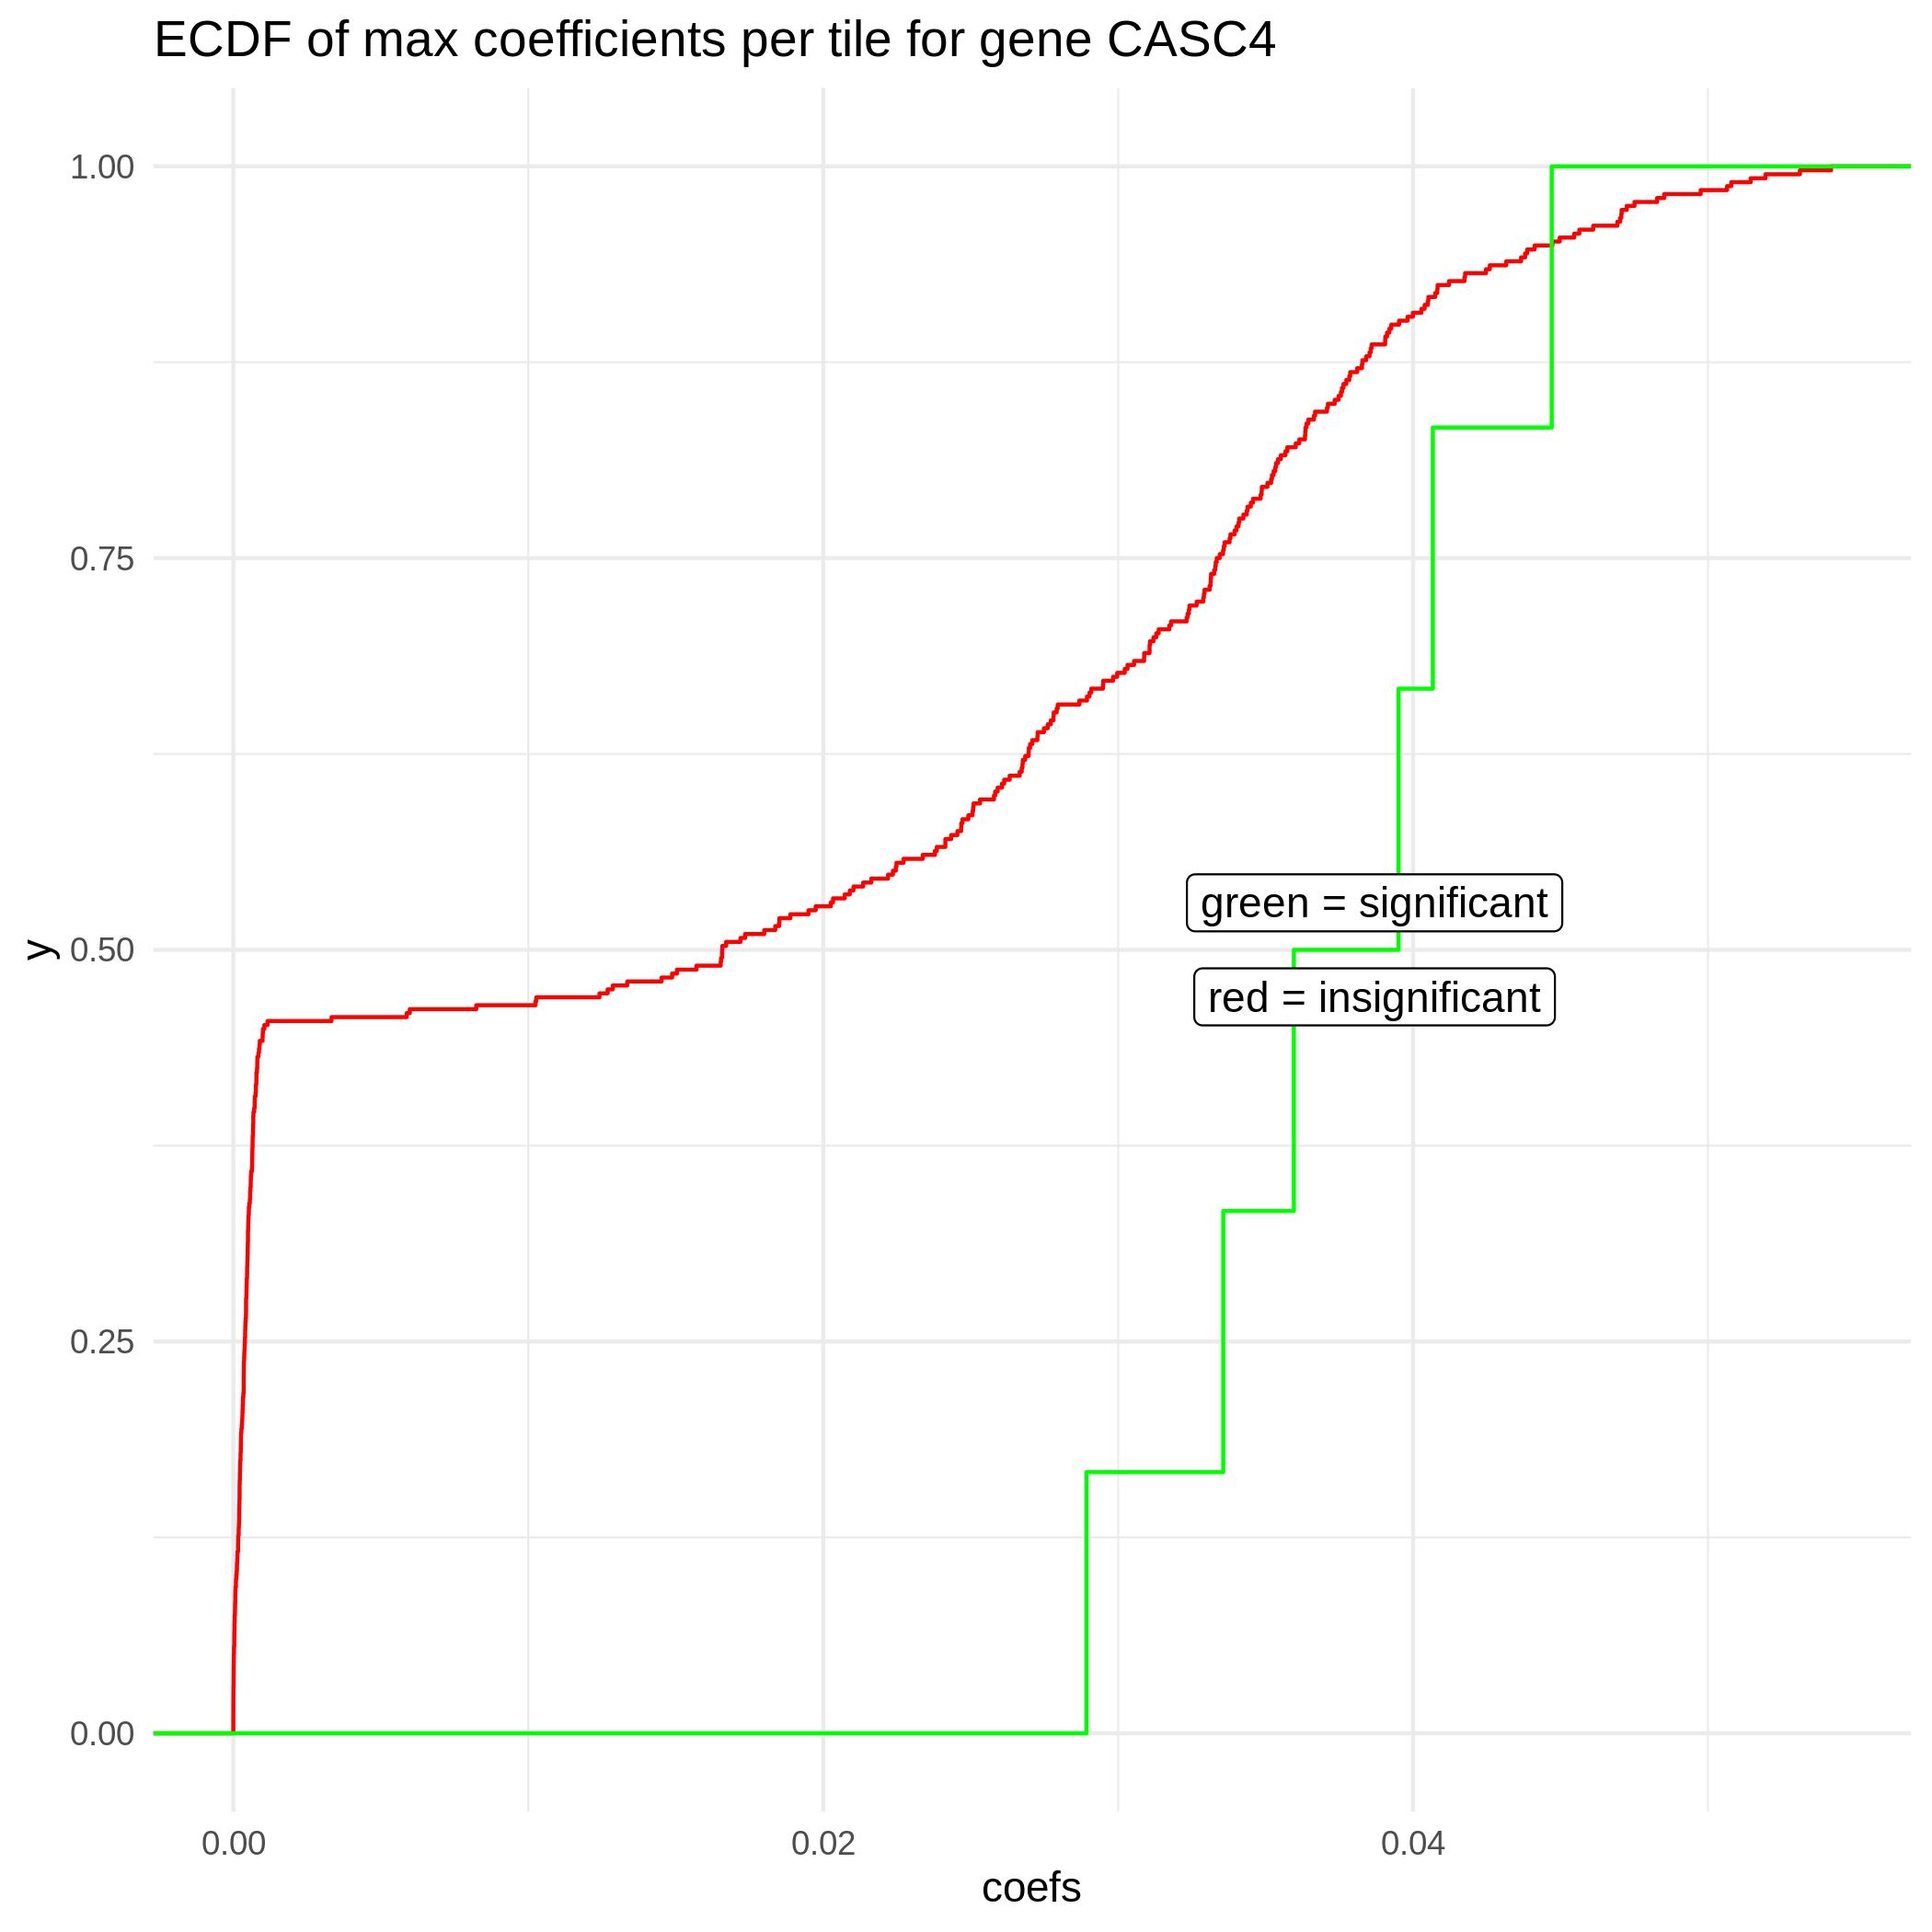 ECDF of max coefficients per tile for gene CASC4
1.00
0.75
0.50
0.25
0.00
y
green = significant
red = insignificant
0.00 0.02 0.04
coefs